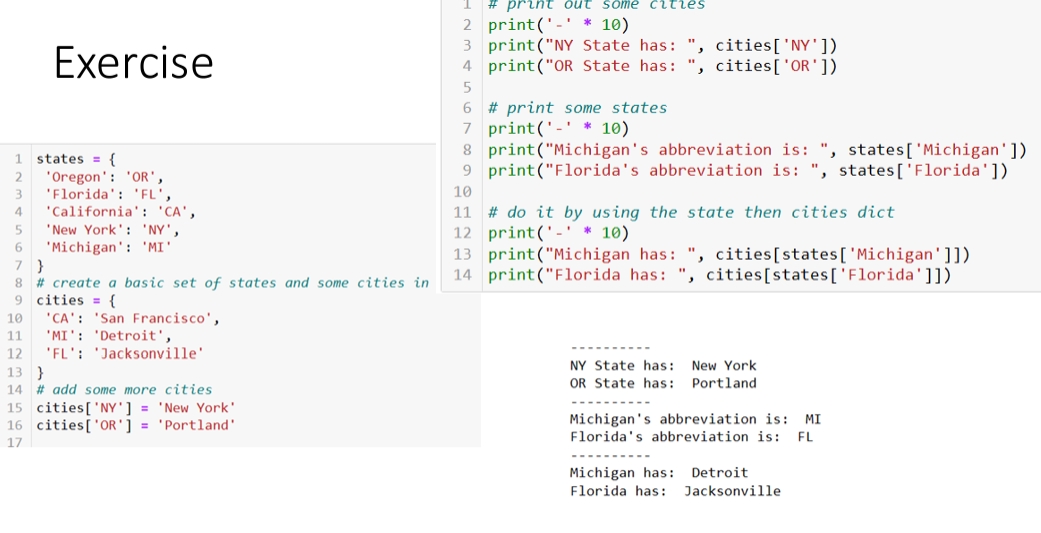 Exercise
1 states = {
2 'Oregon': 'OR',
3 'Florida': 'FL',
4 'California': 'CA',
5 'New York': 'NY',
6 'Michigan': 'MI'
7 }
8 # create a basic set of states and some cities in
9 cities = {
10 'CA': 'San Francisco',
11 'MI': 'Detroit',
12 'FL': 'Jacksonville'
13 }
14 # add some more cities
15 cities['NY'] = 'New York'
16 cities['OR'] = 'Portland'
17
1 # print out some cities
2 print('-' * 10)
3 print("NY State has: ", cities['NY'])
4 print("OR State has: ", cities['OR'])
5
6 # print some states
7 print('-' * 10)
8 print("Michigan's abbreviation is: ", states['Michigan'])
9 print("Florida's abbreviation is: ", states['Florida'])
10
11 # do it by using the state then cities dict
12 print('-' * 10)
13 print("Michigan has: ", cities[states['Michigan']])
14 print("Florida has: ", cities[states['Florida']])
----------
NY State has:  New York
OR State has:  Portland
----------
Michigan's abbreviation is:  MI
Florida's abbreviation is:  FL
----------
Michigan has:  Detroit
Florida has:  Jacksonville